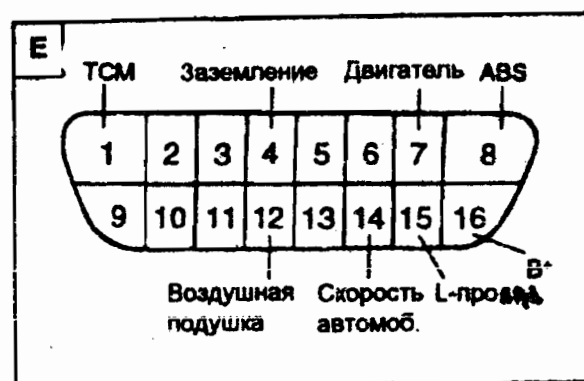 E
TCM Заземление Двигатель ABS
1 2 3 4 5 6 7 8
9 10 11 12 13 14 15 16
B+
Воздушная Скорость L-провод
подушка автомоб.